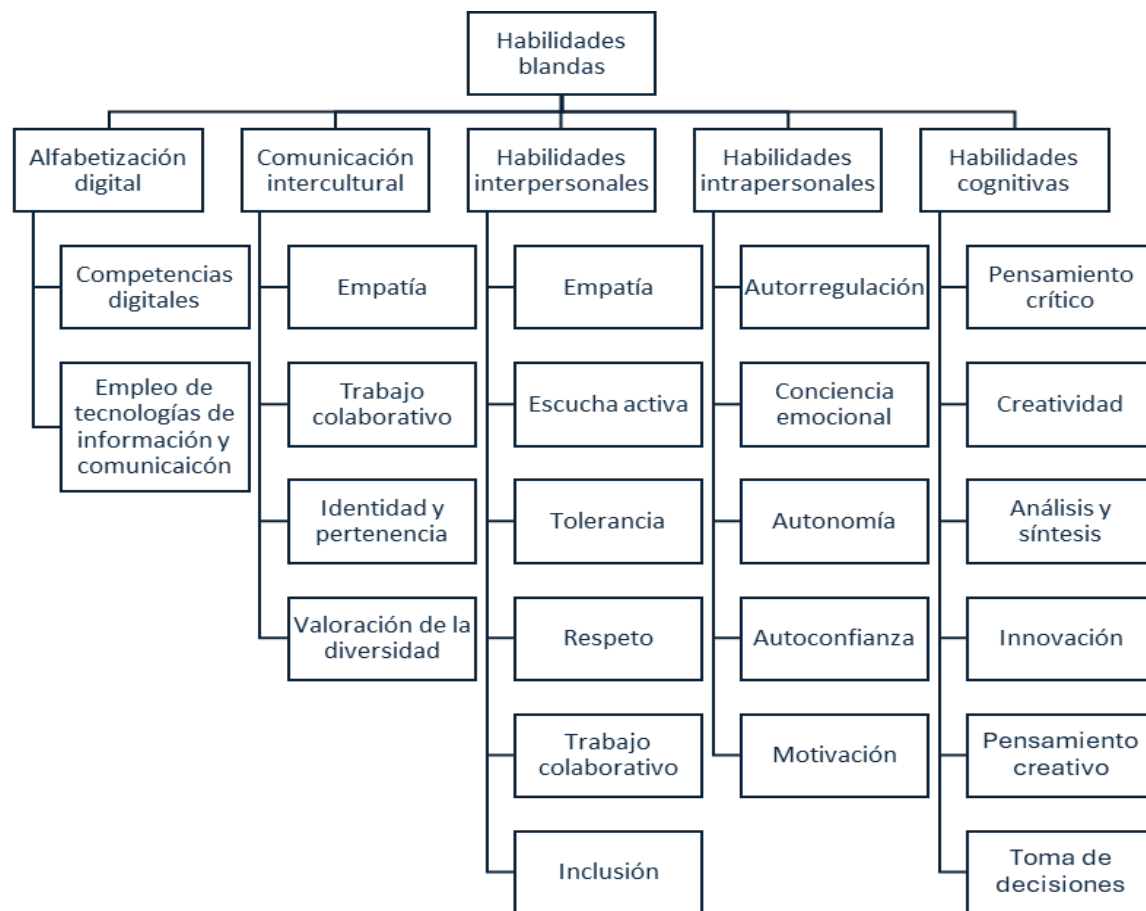 Habilidades
blandas
Alfabetización
digital
Competencias
digitales
Empleo de
tecnologías de
información y
comunicaicón
Comunicación
intercultural
Empatía
Trabajo
colaborativo
Identidad y
pertenencia
Valoración de la
diversidad
Habilidades
interpersonales
Empatía
Escucha activa
Tolerancia
Respeto
Trabajo
colaborativo
Inclusión
Habilidades
intrapersonales
Autorregulación
Conciencia
emocional
Autonomía
Autoconfianza
Motivación
Habilidades
cognitivas
Pensamiento
crítico
Creatividad
Análisis y
síntesis
Innovación
Pensamiento
creativo
Toma de
decisiones